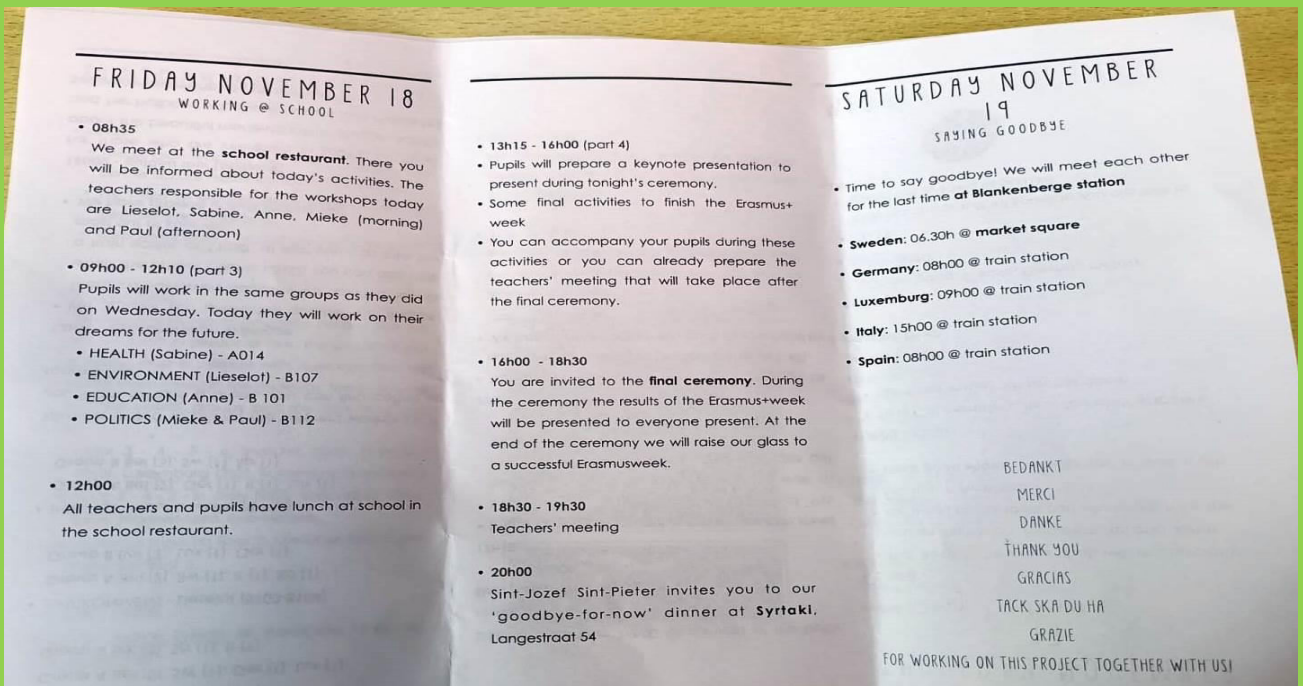 FRIDAY NOVEMBER 18
WORKING @ SCHOOL
• 08h35
We meet at the school restaurant. There you
will be informed about today's activities. The
teachers responsible for the workshops today
are Lieselot, Sabine, Anne, Mieke (morning)
and Paul (afternoon)
• 09h00 - 12h10 (part 3)
Pupils will work in the same groups as they did
on Wednesday. Today they will work on their
dreams for the future.
• HEALTH (Sabine) - A014
• ENVIRONMENT (Lieselot) - B107
• EDUCATION (Anne) - B 101
• POLITICS (Mieke & Paul) - B112
• 12h00
All teachers and pupils have lunch at school in
the school restaurant.
• 13h15 - 16h00 (part 4)
• Pupils will prepare a keynote presentation to
present during tonight's ceremony.
• Some final activities to finish the Erasmus+
week
• You can accompany your pupils during these
activities or you can already prepare the
teachers' meeting that will take place after
the final ceremony.
• 16h00 - 18h30
You are invited to the final ceremony. During
the ceremony the results of the Erasmus+week
will be presented to everyone present. At the
end of the ceremony we will raise our glass to
a successful Erasmusweek.
• 18h30 - 19h30
Teachers' meeting
• 20h00
Sint-Jozef Sint-Pieter invites you to our
'goodbye-for-now' dinner at Syrtaki,
Langestraat 54
SATURDAY NOVEMBER
19
SAYING GOODBYE
• Time to say goodbye! We will meet each other
for the last time at Blankenberge station
• Sweden: 06.30h @ market square
• Germany: 08h00 @ train station
• Luxemburg: 09h00 @ train station
• Italy: 15h00 @ train station
• Spain: 08h00 @ train station
BEDANKT
MERCI
DANKE
THANK YOU
GRACIAS
TACK SKA DU HA
GRAZIE
FOR WORKING ON THIS PROJECT TOGETHER WITH US!